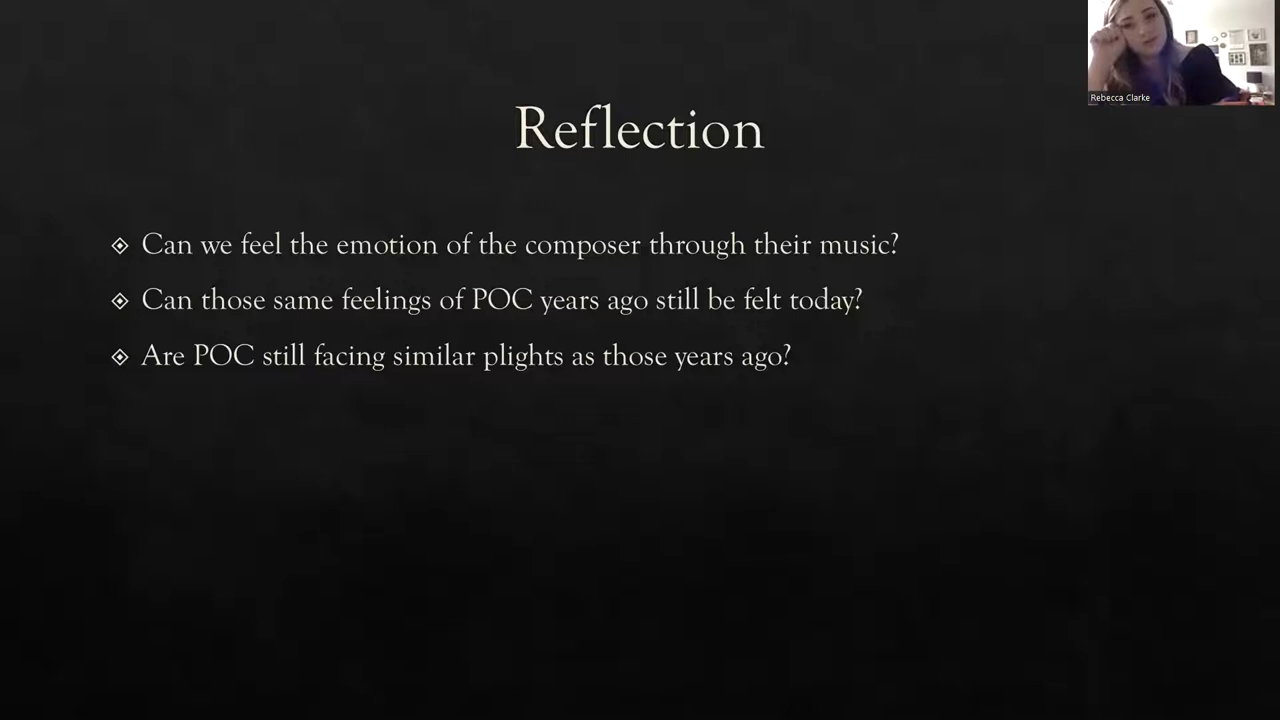 Reflection
Can we feel the emotion of the composer through their music?
Can those same feelings of POC years ago still be felt today?
Are POC still facing similar plights as those years ago?
Rebecca Clarke